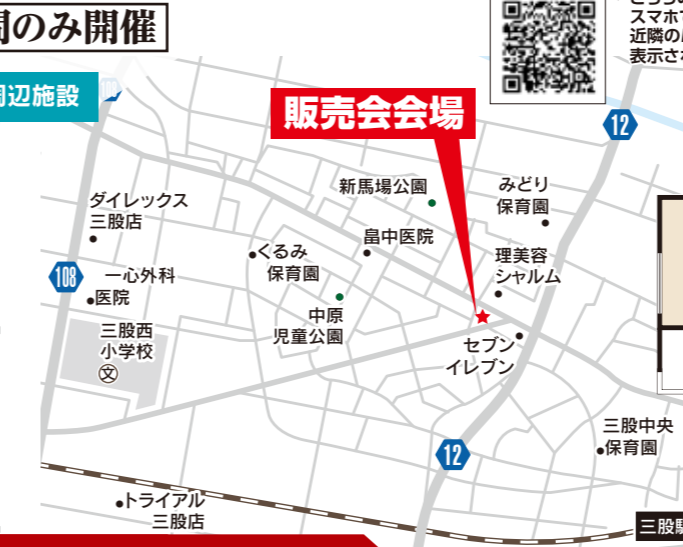 間のみ開催
スマホで
近隣の
表示さ
周辺施設
販売会会場
12
新馬場公園
みどり
保育園
ダイレックス
三股店
畠中医院
くるみ
保育園
理美容
シャルム
108
一心外科
医院
中原
児童公園
三股西
小学校
文
セブン
イレブン
12
三股中央
保育園
トライアル
三股店
三股駅